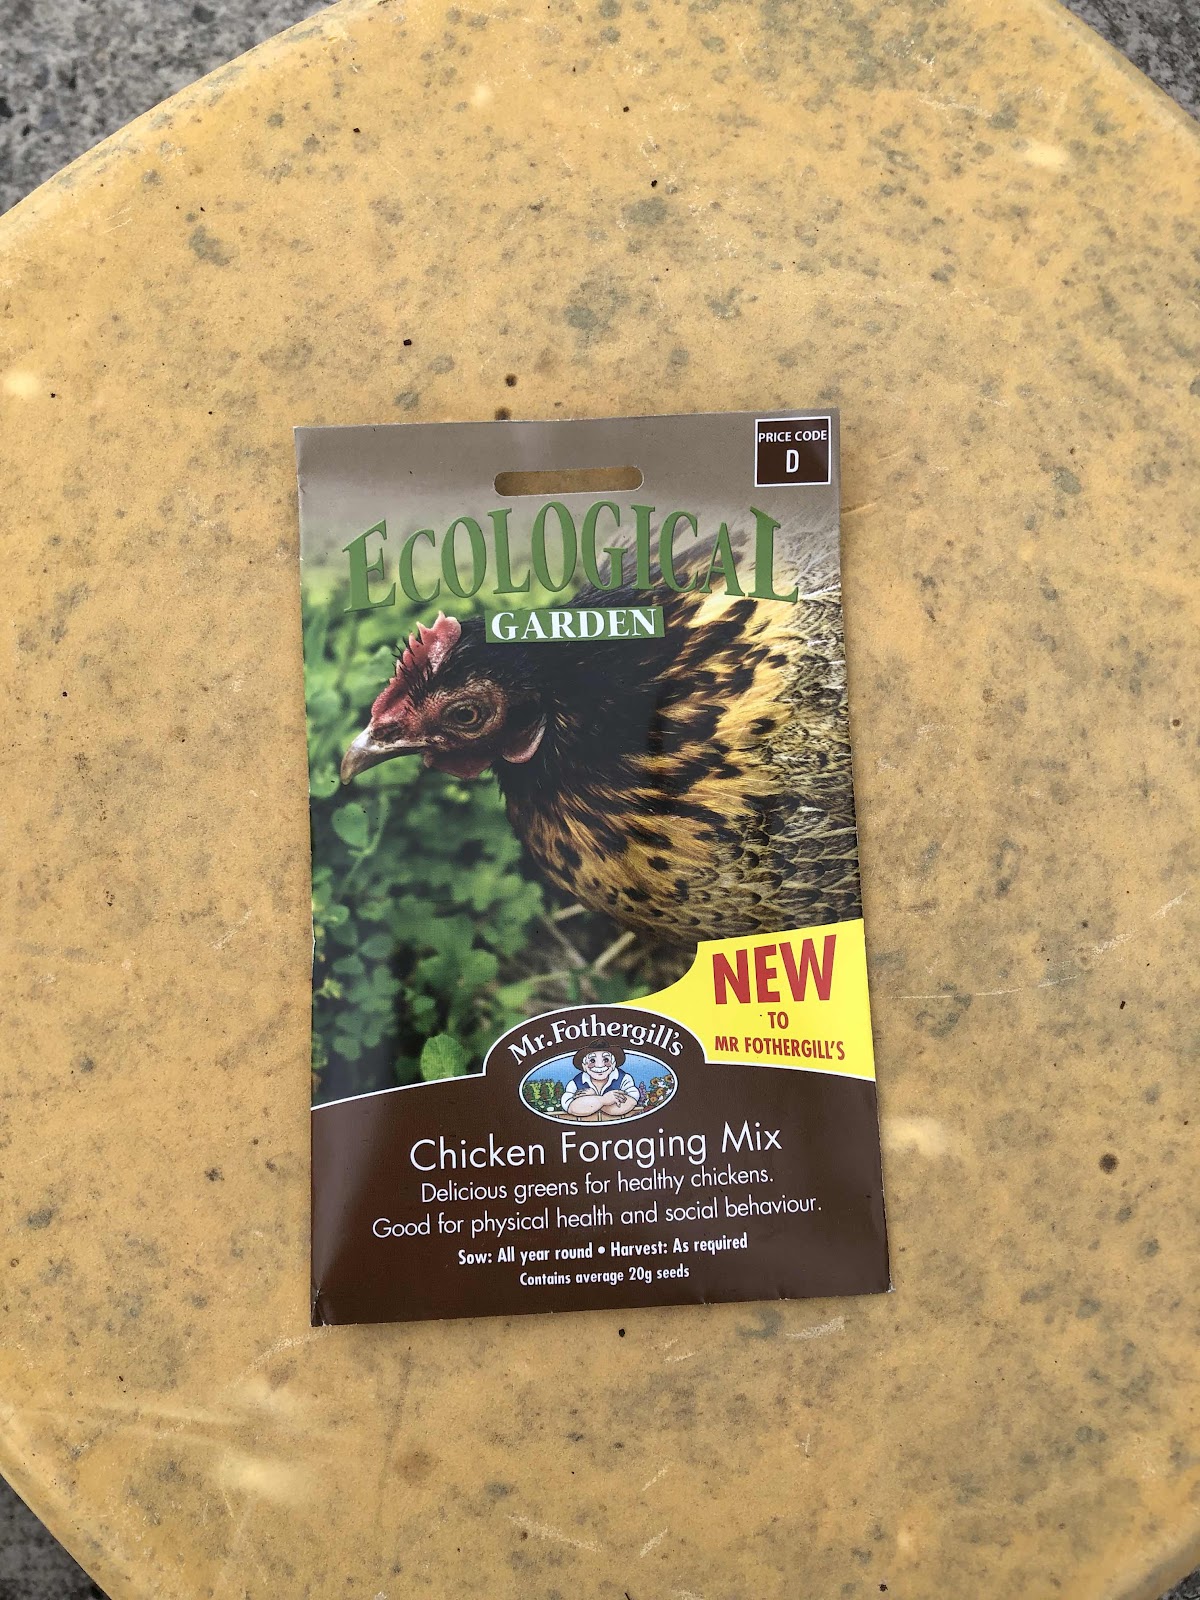 PRICE CODE
D
ECOLOGICAL
GARDEN
NEW
TO
MR FOTHERGILL'S
Mr. Fothergill's
Chicken Foraging Mix
Delicious greens for healthy chickens.
Good for physical health and social behaviour.
Sow: All year round • Harvest: As required
Contains average 20g seeds